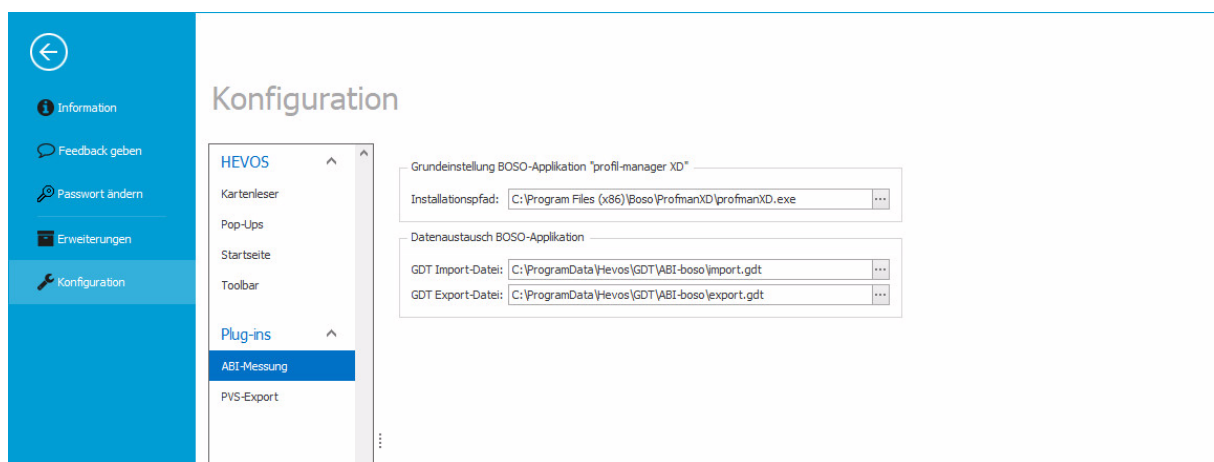 Information
Feedback geben
Passwort ändern
Erweiterungen
Konfiguration
Konfiguration
HEVOS
Kartenleser
Pop-Ups
Startseite
Toolbar
Plug-ins
ABI-Messung
PVS-Export
Grundeinstellung BOSO-Applikation "profil-manager XD"
Installationspfad: C:\Program Files (x86)\Boso\ProfmanXD\profmanXD.exe ...
Datenaustausch BOSO-Applikation
GDT Import-Datei: C:\ProgramData\Hevos\GDT\ABI-boso\import.gdt ...
GDT Export-Datei: C:\ProgramData\Hevos\GDT\ABI-boso\export.gdt ...